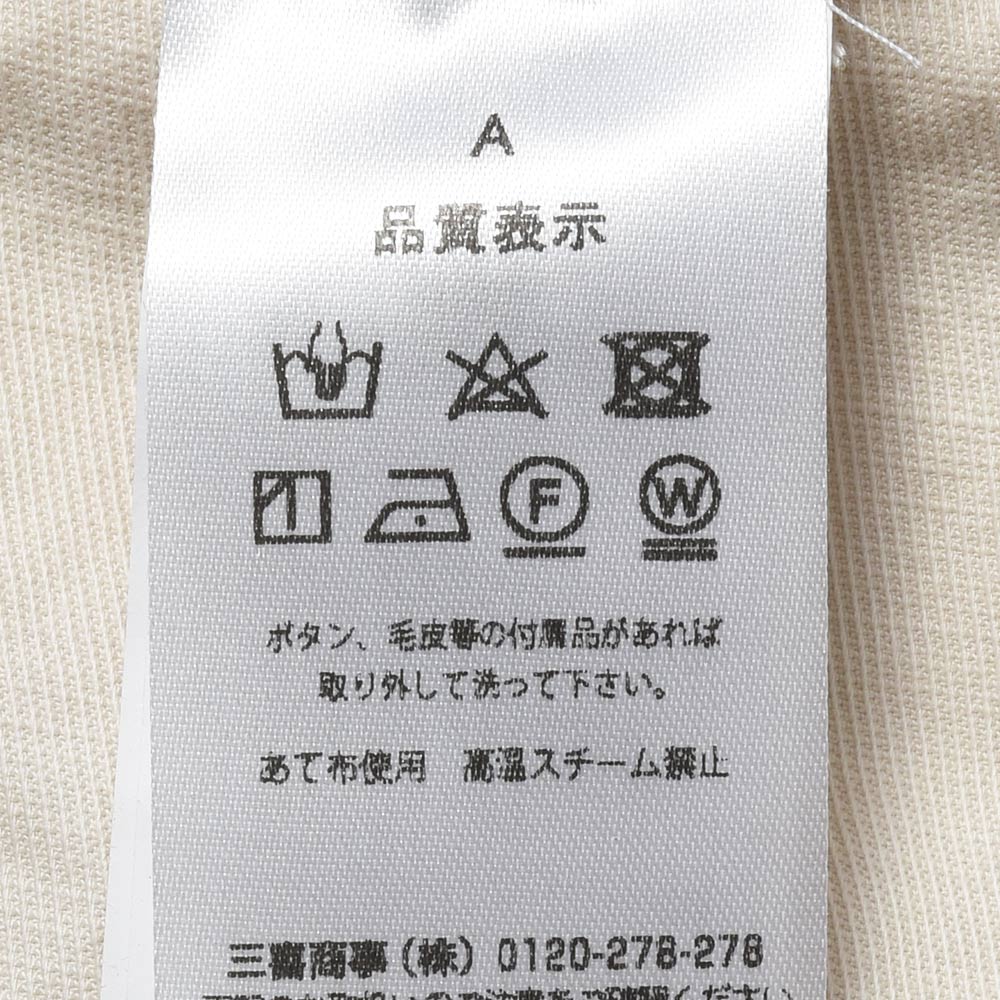 A
品質表示
F W
ボタン、毛皮等の付属品があれば
取り外して洗って下さい。
あて布使用 高温スチーム禁止
三喜商事(株) 0120-278-278